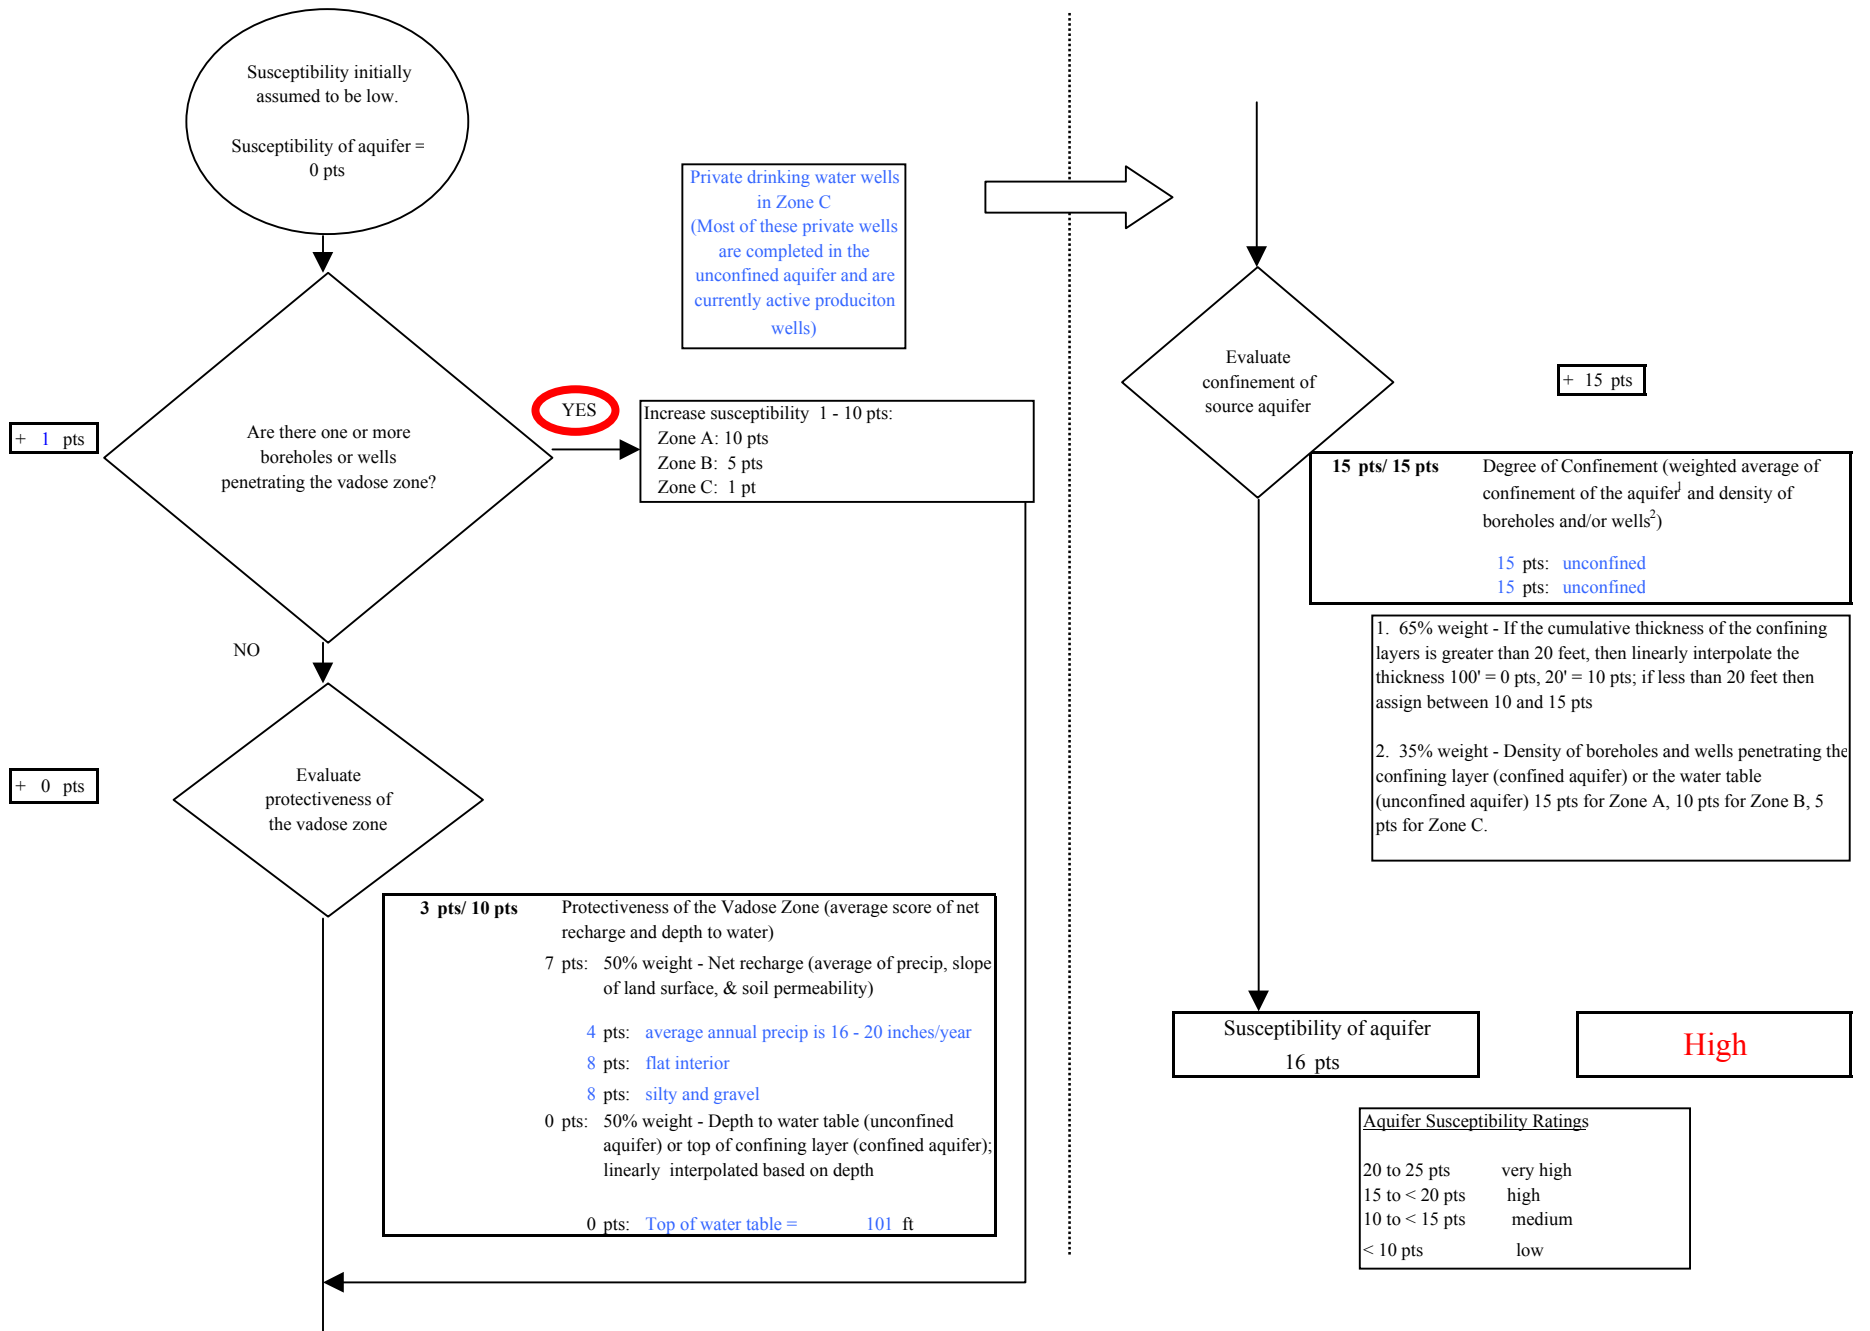 Susceptibility initially
assumed to be low.
Susceptibility of aquifer =
0 pts
Private drinking water wells
in Zone C
(Most of these private wells
are completed in the
unconfined aquifer and are
currently active produciton
wells)
+ 1 pts
Are there one or more
boreholes or wells
penetrating the vadose zone?
YES
Increase susceptibility 1 - 10 pts:
Zone A: 10 pts
Zone B: 5 pts
Zone C: 1 pt
NO
+ 0 pts
Evaluate
protectiveness of
the vadose zone
3 pts/ 10 pts Protectiveness of the Vadose Zone (average score of net
recharge and depth to water)
7 pts: 50% weight - Net recharge (average of precip, slope
of land surface, & soil permeability)
4 pts: average annual precip is 16 - 20 inches/year
8 pts: flat interior
8 pts: silty and gravel
0 pts: 50% weight - Depth to water table (unconfined
aquifer) or top of confining layer (confined aquifer);
linearly interpolated based on depth
0 pts: Top of water table = 101 ft
Evaluate
confinement of
source aquifer
+ 15 pts
15 pts/ 15 pts Degree of Confinement (weighted average of
confinement of the aquifer1 and density of
boreholes and/or wells2)
15 pts: unconfined
15 pts: unconfined
1. 65% weight - If the cumulative thickness of the confining
layers is greater than 20 feet, then linearly interpolate the
thickness 100' = 0 pts, 20' = 10 pts; if less than 20 feet then
assign between 10 and 15 pts
2. 35% weight - Density of boreholes and wells penetrating the
confining layer (confined aquifer) or the water table
(unconfined aquifer) 15 pts for Zone A, 10 pts for Zone B, 5
pts for Zone C.
Susceptibility of aquifer
16 pts
High
Aquifer Susceptibility Ratings
20 to 25 pts very high
15 to < 20 pts high
10 to < 15 pts medium
< 10 pts low